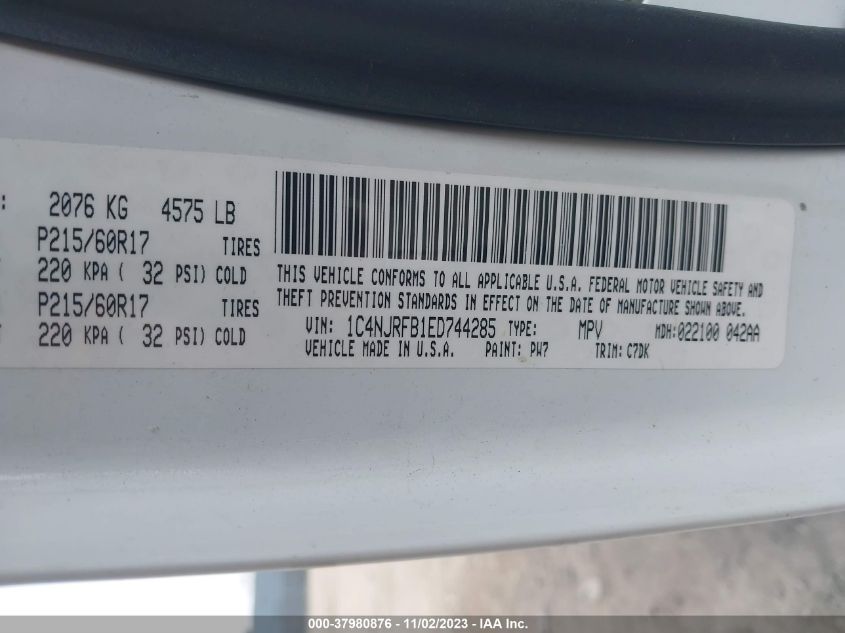 : 2076 KG 4575 LB
P215/60R17 TIRES
220 KPA ( 32 PSI) COLD
P215/60R17 TIRES
220 KPA ( 32 PSI) COLD
THIS VEHICLE CONFORMS TO ALL APPLICABLE U.S.A. FEDERAL MOTOR VEHICLE SAFETY AND
THEFT PREVENTION STANDARDS IN EFFECT ON THE DATE OF MANUFACTURE SHOWN ABOVE.
VIN: 1C4NJRFB1ED744285 TYPE: MPV MDH:022100 042AA
VEHICLE MADE IN U.S.A. PAINT: PW7 TRIM: C7DK
000-37980876 - 11/02/2023 - IAA Inc.